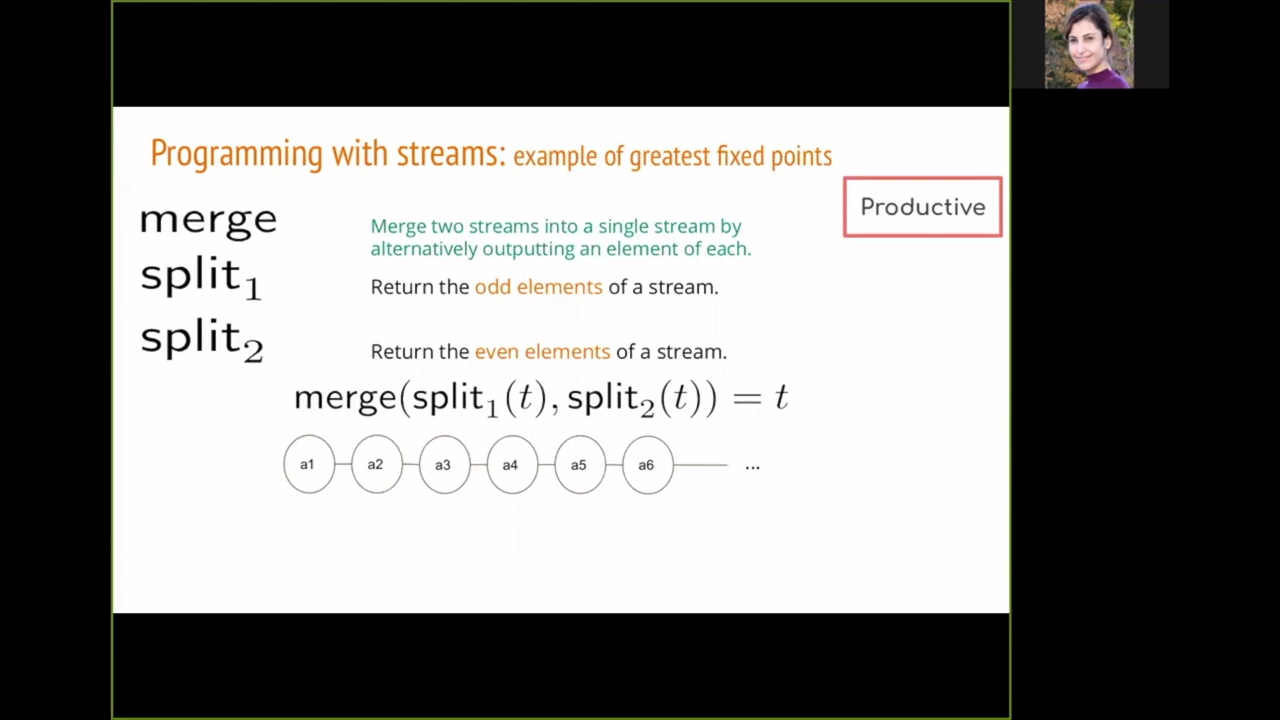 Programming with streams: example of greatest fixed points
Productive
merge
Merge two streams into a single stream by
alternatively outputting an element of each.
split₁
Return the odd elements of a stream.
split₂
Return the even elements of a stream.
merge(split₁(t), split₂(t)) = t
a1 a2 a3 a4 a5 a6 ...